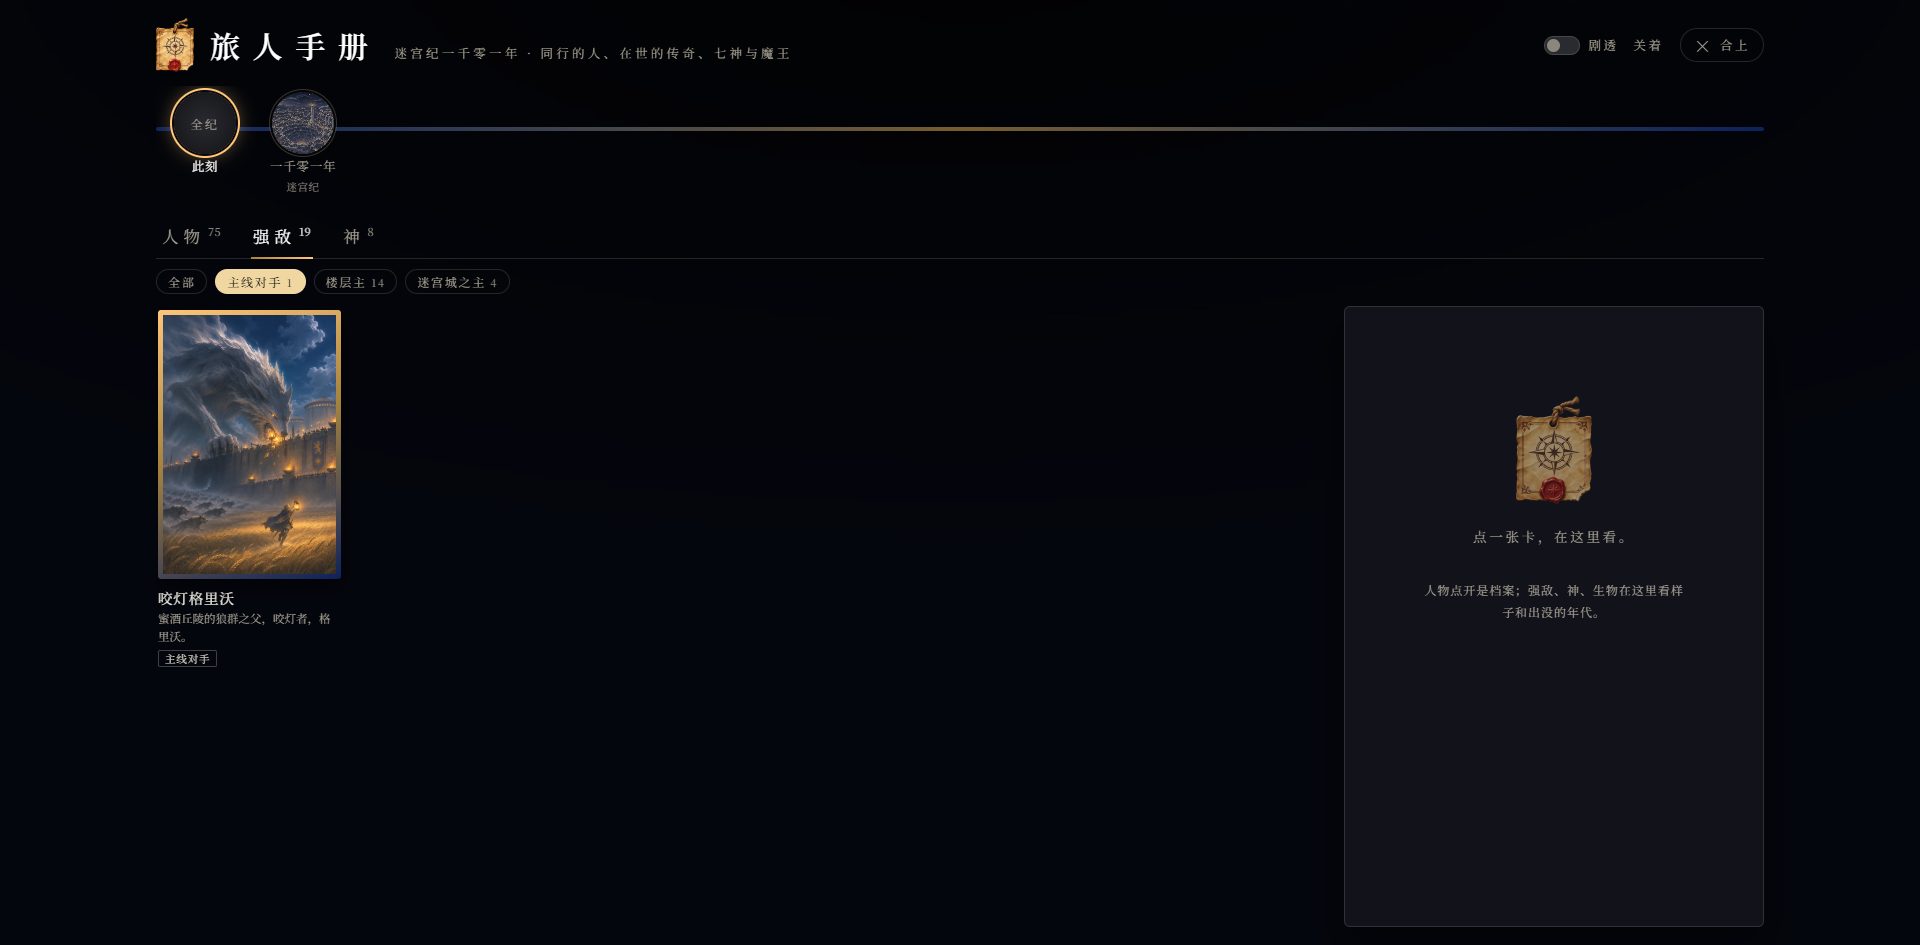 旅人手册
迷宫纪一千零一年 · 同行的人、在世的传奇、七神与魔王
剧透 关着
合上
全纪
此刻
一千零一年
迷宫纪
人物 75
强敌 19
神 8
全部
主线对手 1
楼层主 14
迷宫城之主 4
咬灯格里沃
蜜酒丘陵的狼群之父，咬灯者，格
里沃。
主线对手
点一张卡，在这里看。
人物点开是档案；强敌、神、生物在这里看样
子和出没的年代。